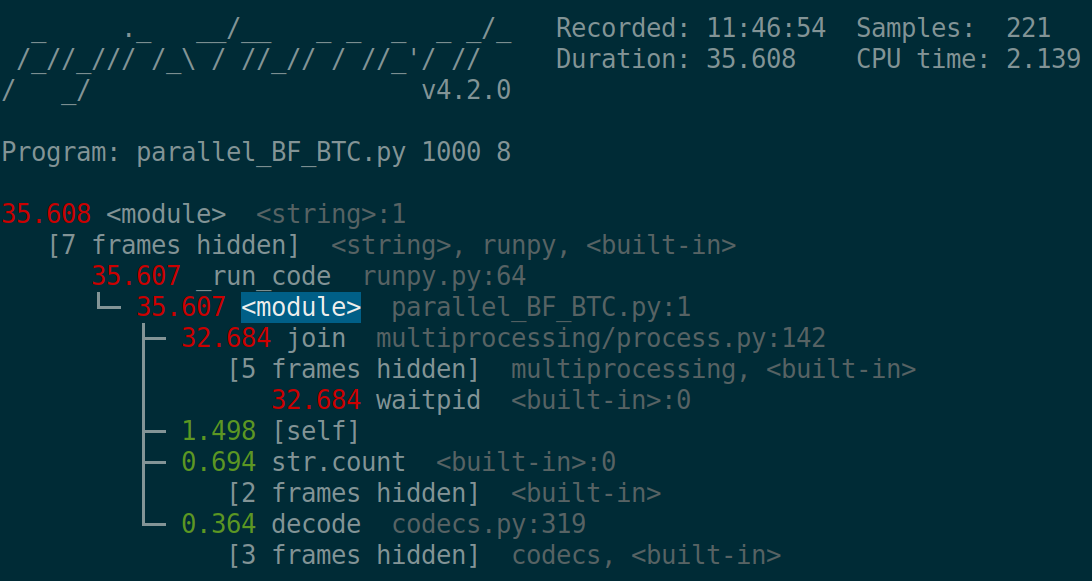 _     ._   __/__   _ _  _  _ _/_   Recorded: 11:46:54  Samples:  221
 /_//_/// /_\ / //_// / //_'/ //     Duration: 35.608    CPU time: 2.139
/   _/                      v4.2.0

Program: parallel_BF_BTC.py 1000 8

35.608 <module>  <string>:1
   [7 frames hidden]  <string>, runpy, <built-in>
      35.607 _run_code  runpy.py:64
      └─ 35.607 <module>  parallel_BF_BTC.py:1
         ├─ 32.684 join  multiprocessing/process.py:142
         │     [5 frames hidden]  multiprocessing, <built-in>
         │        32.684 waitpid  <built-in>:0
         ├─ 1.498 [self]
         ├─ 0.694 str.count  <built-in>:0
         │     [2 frames hidden]  <built-in>
         └─ 0.364 decode  codecs.py:319
               [3 frames hidden]  codecs, <built-in>